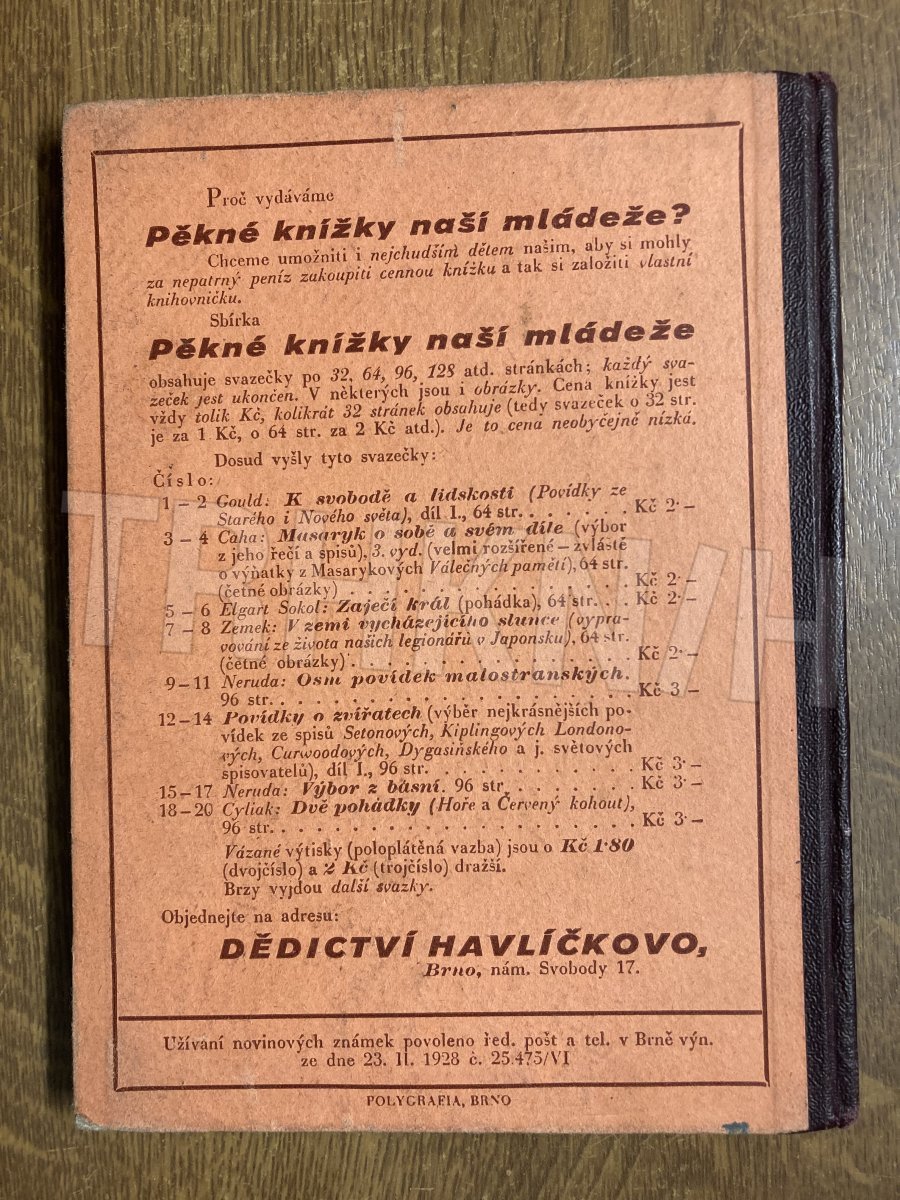 Proč vydáváme
Pěkné knížky naší mládeže?
Chceme umožniti i nejchudším dětem našim, aby si mohly
za nepatrný peníz zakoupiti cennou knížku a tak si založiti vlastní
knihovničku.
Sbírka
Pěkné knížky naší mládeže
obsahuje svazečky po 32, 64, 96, 128 atd. stránkách; každý sva-
zeček jest ukončen. V některých jsou i obrázky. Cena knížky jest
vždy tolik Kč, kolikrát 32 stránek obsahuje (tedy svazeček o 32 str.
je za 1 Kč, o 64 str. za 2 Kč atd.). Je to cena neobyčejně nízká.
Dosud vyšly tyto svazečky:
Číslo:
1 – 2 Gould: K svobodě a lidskosti (Povídky ze
Starého i Nového světa), díl I., 64 str. . . . . . . Kč 2·–
3 – 4 Caha: Masaryk o sobě a svém díle (výbor
z jeho řečí a spisů), 3. vyd. (velmi rozšířené – zvláště
o výňatky z Masarykových Válečných pamětí), 64 str.
(četné obrázky) . . . . . . . . . . . . . . . . Kč 2·–
5 – 6 Elgart Sokol: Zaječí král (pohádka), 64 str. . . Kč 2·–
7 – 8 Zemek: V zemi vycházejícího slunce (vypra-
vování ze života našich legionářů v Japonsku), 64 str.
(četné obrázky) . . . . . . . . . . . . . . . . Kč 2·–
9 – 11 Neruda: Osm povídek malostranských.
96 str. . . . . . . . . . . . . . . . . . . . . Kč 3 –
12 – 14 Povídky o zvířatech (výběr nejkrásnějších po-
vídek ze spisů Setonových, Kiplingových Londono-
vých, Curwoodových, Dygasińského a j. světových
spisovatelů), díl I., 96 str. . . . . . . . . . . . Kč 3·–
15 – 17 Neruda: Výbor z básní. 96 str. . . . . . . . Kč 3·–
18 – 20 Cyliak: Dvě pohádky (Hoře a Červený kohout),
96 str. . . . . . . . . . . . . . . . . . . . . Kč 3·–
Vázané výtisky (poloplátěná vazba) jsou o Kč 1·80
(dvojčíslo) a 2 Kč (trojčíslo) dražší.
Brzy vyjdou další svazky.
Objednejte na adresu:
DĚDICTVÍ HAVLÍČKOVO,
Brno, nám. Svobody 17.
Užívání novinových známek povoleno řed. pošt a tel. v Brně výn.
ze dne 23. II. 1928 č. 25.475/VI
POLYGRAFIA, BRNO